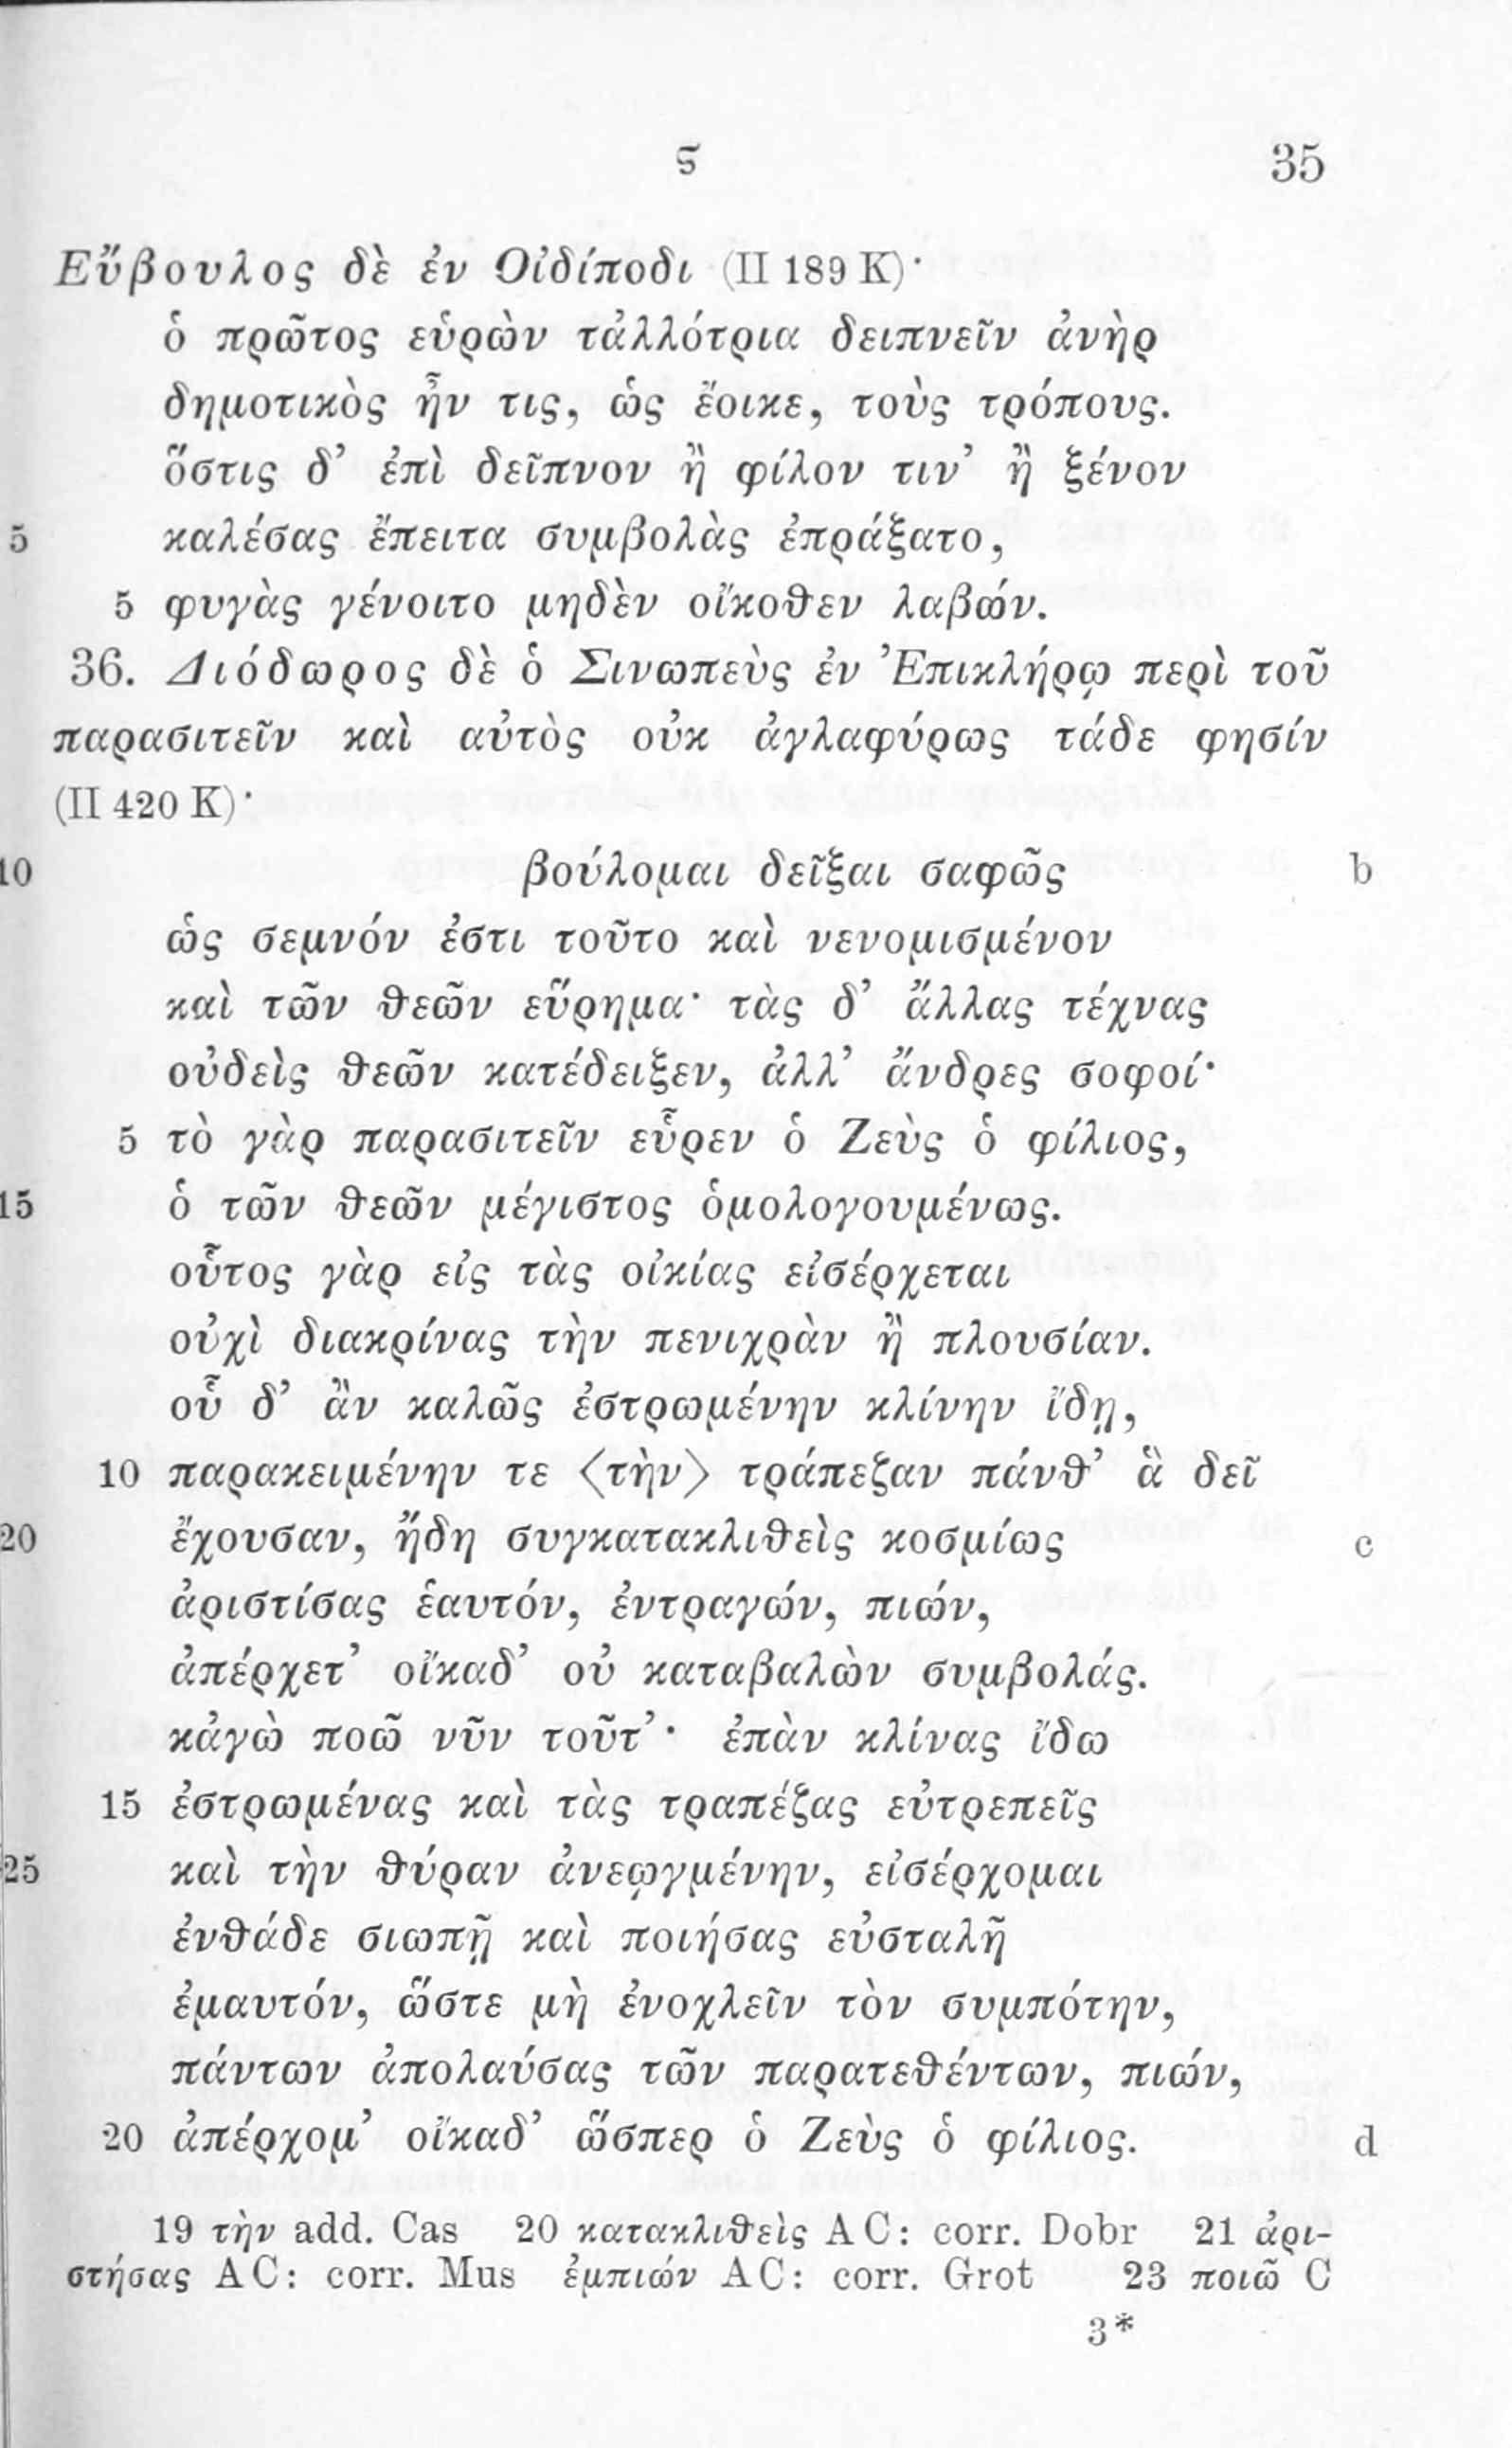 ϛ 35
Εὔβουλος δὲ ἐν Οἰδίποδι (II 189 K)·
ὁ πρῶτος εὑρὼν τἀλλότρια δειπνεῖν ἀνὴρ
δημοτικὸς ἦν τις, ὡς ἔοικε, τοὺς τρόπους.
ὅστις δ’ ἐπὶ δεῖπνον ἢ φίλον τιν’ ἢ ξένον
5 καλέσας ἔπειτα συμβολὰς ἐπράξατο,
5 φυγὰς γένοιτο μηδὲν οἴκοθεν λαβών.
36. Διόδωρος δὲ ὁ Σινωπεὺς ἐν Ἐπικλήρῳ περὶ τοῦ
παρασιτεῖν καὶ αὐτὸς οὐκ ἀγλαφύρως τάδε φησίν
(II 420 K)·
10 βούλομαι δεῖξαι σαφῶς b
ὡς σεμνόν ἐστι τοῦτο καὶ νενομισμένον
καὶ τῶν θεῶν εὕρημα· τὰς δ’ ἄλλας τέχνας
οὐδεὶς θεῶν κατέδειξεν, ἀλλ’ ἄνδρες σοφοί·
5 τὸ γὰρ παρασιτεῖν εὗρεν ὁ Ζεὺς ὁ φίλιος,
15 ὁ τῶν θεῶν μέγιστος ὁμολογουμένως.
οὗτος γὰρ εἰς τὰς οἰκίας εἰσέρχεται
οὐχὶ διακρίνας τὴν πενιχρὰν ἢ πλουσίαν.
οὗ δ’ ἂν καλῶς ἐστρωμένην κλίνην ἴδῃ,
10 παρακειμένην τε ⟨τὴν⟩ τράπεζαν πάνθ’ ἃ δεῖ
20 ἔχουσαν, ἤδη συγκατακλιθεὶς κοσμίως c
ἀριστίσας ἑαυτόν, ἐντραγών, πιών,
ἀπέρχετ’ οἴκαδ’ οὐ καταβαλὼν συμβολάς.
κἀγὼ ποῶ νῦν τοῦτ’· ἐπὰν κλίνας ἴδω
15 ἐστρωμένας καὶ τὰς τραπέζας εὐτρεπεῖς
25 καὶ τὴν θύραν ἀνεῳγμένην, εἰσέρχομαι
ἐνθάδε σιωπῇ καὶ ποιήσας εὐσταλῆ
ἐμαυτόν, ὥστε μὴ ἐνοχλεῖν τὸν συμπότην,
πάντων ἀπολαύσας τῶν παρατεθέντων, πιών,
20 ἀπέρχομ’ οἴκαδ’ ὥσπερ ὁ Ζεὺς ὁ φίλιος. d
19 τὴν add. Cas 20 κατακλιθεὶς AC: corr. Dobr 21 ἀρι-
στήσας AC: corr. Mus ἐμπιών AC: corr. Grot 23 ποιῶ C
3*